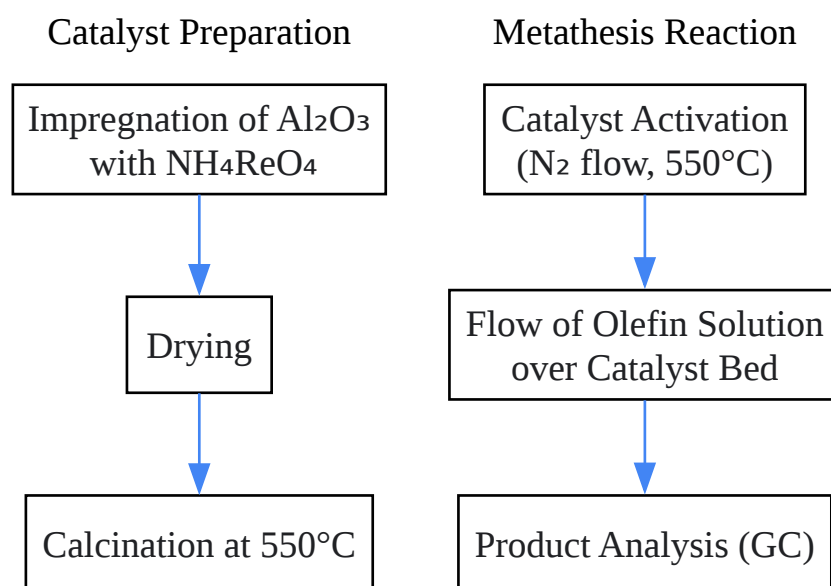 Catalyst Preparation
Impregnation of Al₂O₃
with NH₄ReO₄
Drying
Calcination at 550°C
Metathesis Reaction
Catalyst Activation
(N₂ flow, 550°C)
Flow of Olefin Solution
over Catalyst Bed
Product Analysis (GC)